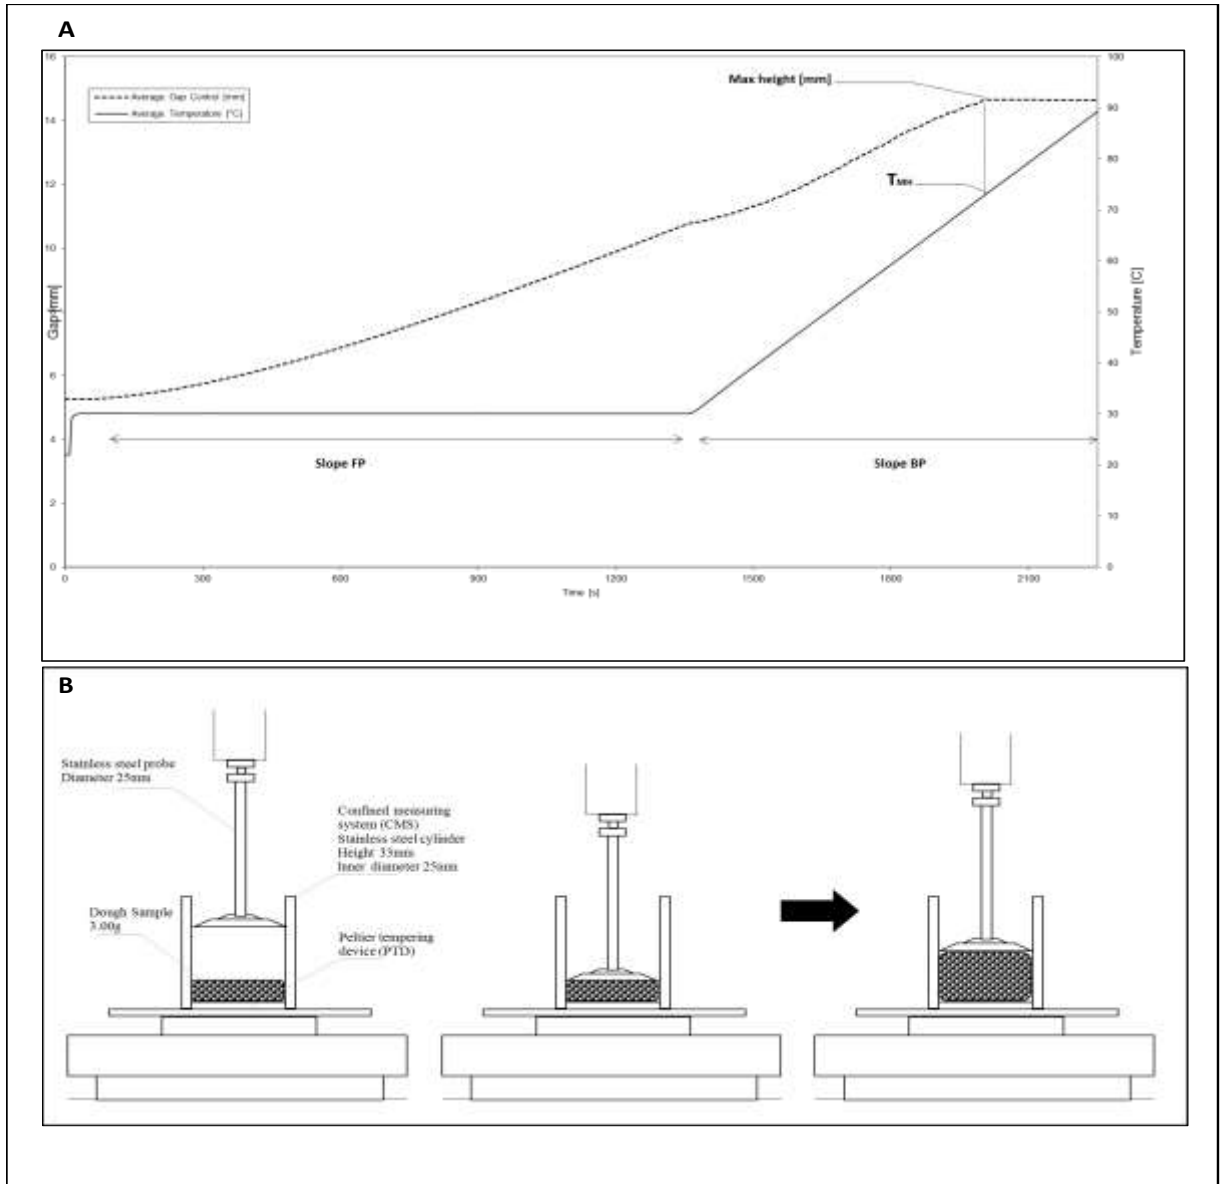 A
16
100
Max height [mm]
Average Gap Control [mm]
Average Temperature [°C]
90
14
80
12
TMH
70
10
60
Gap [mm]
Temperature [C]
50
40
6
30
4
Slope FP
Slope BP
20
2
10
0
0
0
300
600
900
1200
1500
1800
2100
Time [s]
B
Stainless steel probe
Diameter 25mm
Confined measuring
system (CMS)
Stainless steel cylinder
Height 33mm
Inner diameter 25mm
Dough Sample
3.00g
Peltier tempering
device (PTD)